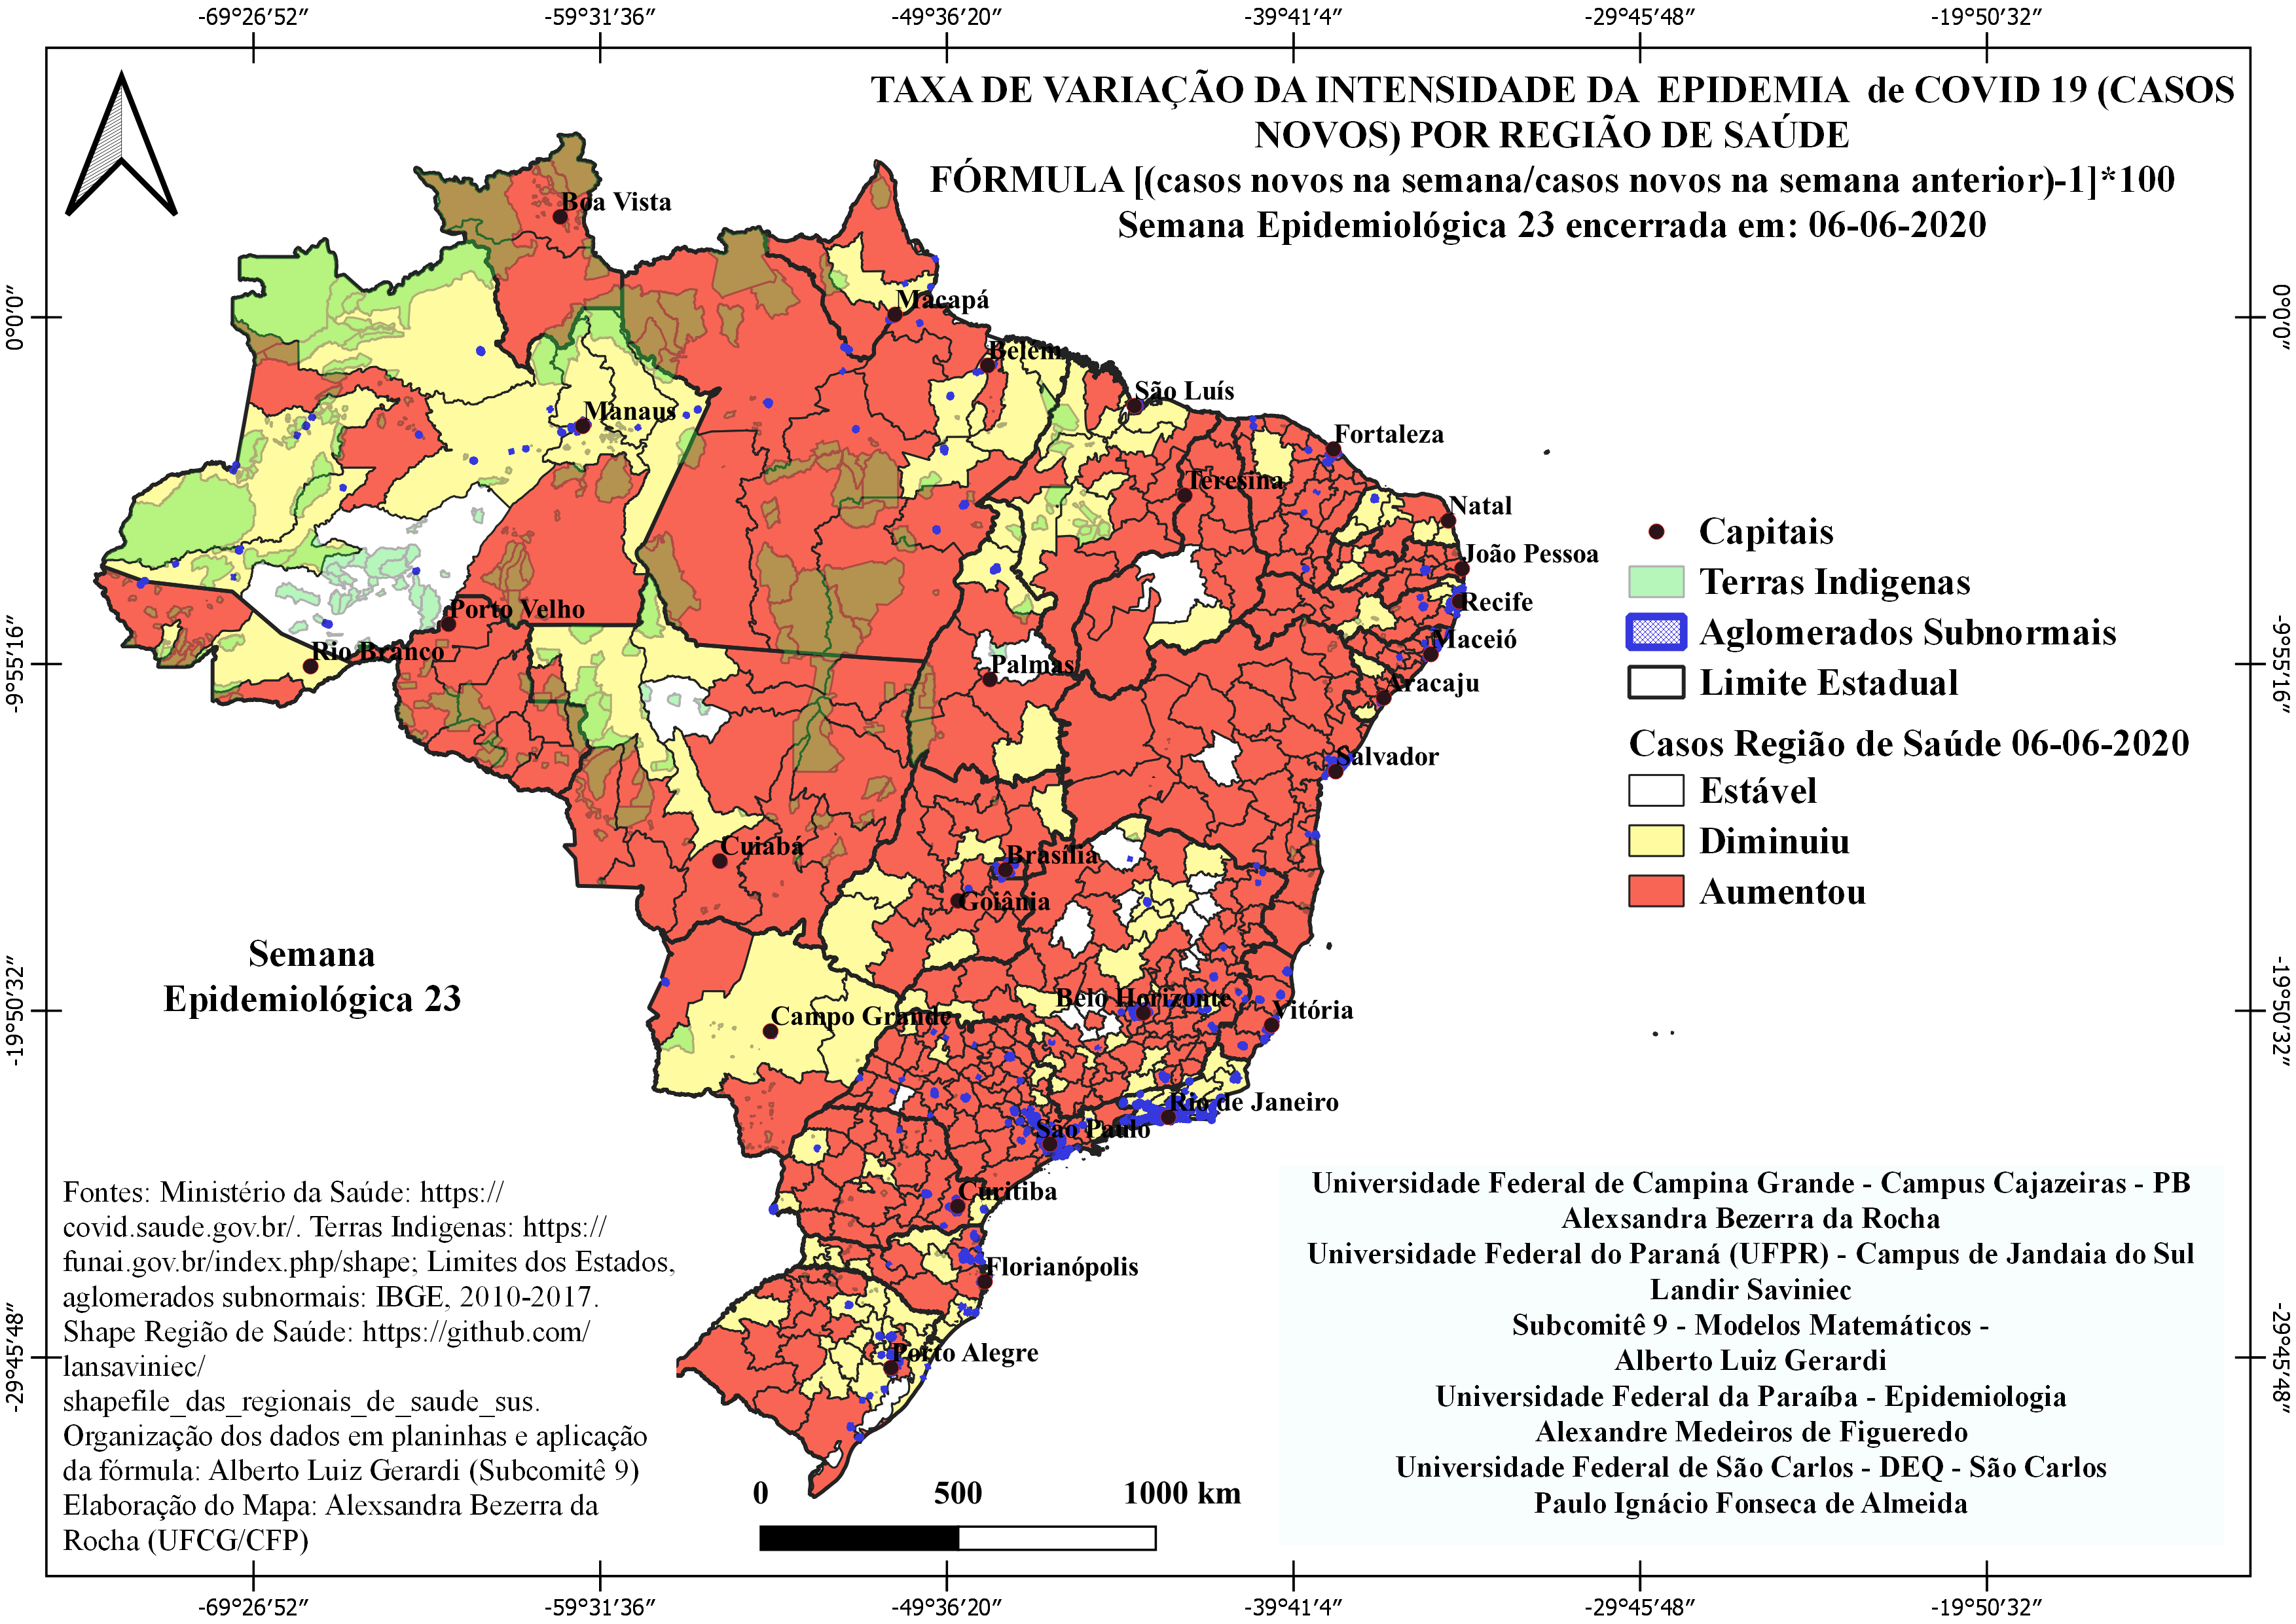 -69°26′52″ -59°31′36″ -49°36′20″ -39°41′4″ -29°45′48″ -19°50′32″
TAXA DE VARIAÇÃO DA INTENSIDADE DA EPIDEMIA de COVID 19 (CASOS
NOVOS) POR REGIÃO DE SAÚDE
FÓRMULA [(casos novos na semana/casos novos na semana anterior)-1]*100
Semana Epidemiológica 23 encerrada em: 06-06-2020
0°0′0″
-9°55′16″
-19°50′32″
-29°45′48″
0°0′0″
-9°55′16″
-19°50′32″
-29°45′48″
Boa Vista
Macapá
Belém
São Luís
Manaus
Fortaleza
Teresina
Natal
João Pessoa
Porto Velho
Recife
Maceió
Rio Branco
Palmas
Aracaju
Salvador
Cuiabá
Brasília
Goiânia
Belo Horizonte
Vitória
Campo Grande
Rio de Janeiro
São Paulo
Curitiba
Florianópolis
Porto Alegre
Capitais
Terras Indigenas
Aglomerados Subnormais
Limite Estadual
Casos Região de Saúde 06-06-2020
Estável
Diminuiu
Aumentou
Semana
Epidemiológica 23
Fontes: Ministério da Saúde: https://
covid.saude.gov.br/. Terras Indigenas: https://
funai.gov.br/index.php/shape; Limites dos Estados,
aglomerados subnormais: IBGE, 2010-2017.
Shape Região de Saúde: https://github.com/
lansaviniec/
shapefile_das_regionais_de_saude_sus.
Organização dos dados em planinhas e aplicação
da fórmula: Alberto Luiz Gerardi (Subcomitê 9)
Elaboração do Mapa: Alexsandra Bezerra da
Rocha (UFCG/CFP)
0 500 1000 km
Universidade Federal de Campina Grande - Campus Cajazeiras - PB
Alexsandra Bezerra da Rocha
Universidade Federal do Paraná (UFPR) - Campus de Jandaia do Sul
Landir Saviniec
Subcomitê 9 - Modelos Matemáticos -
Alberto Luiz Gerardi
Universidade Federal da Paraíba - Epidemiologia
Alexandre Medeiros de Figueredo
Universidade Federal de São Carlos - DEQ - São Carlos
Paulo Ignácio Fonseca de Almeida
-69°26′52″ -59°31′36″ -49°36′20″ -39°41′4″ -29°45′48″ -19°50′32″